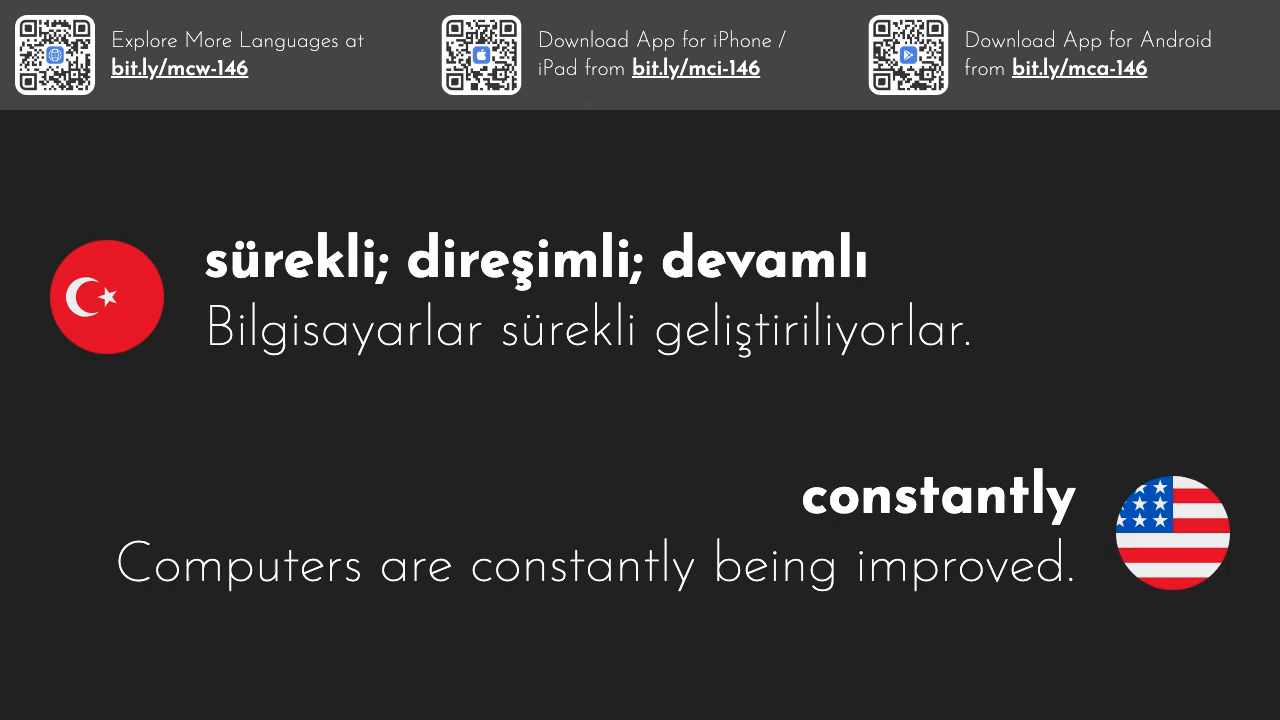 Explore More Languages at
bit.ly/mcw-146
Download App for iPhone /
iPad from bit.ly/mci-146
Download App for Android
from bit.ly/mca-146
sürekli; direşimli; devamlı
Bilgisayarlar sürekli geliştiriliyorlar.
constantly
Computers are constantly being improved.